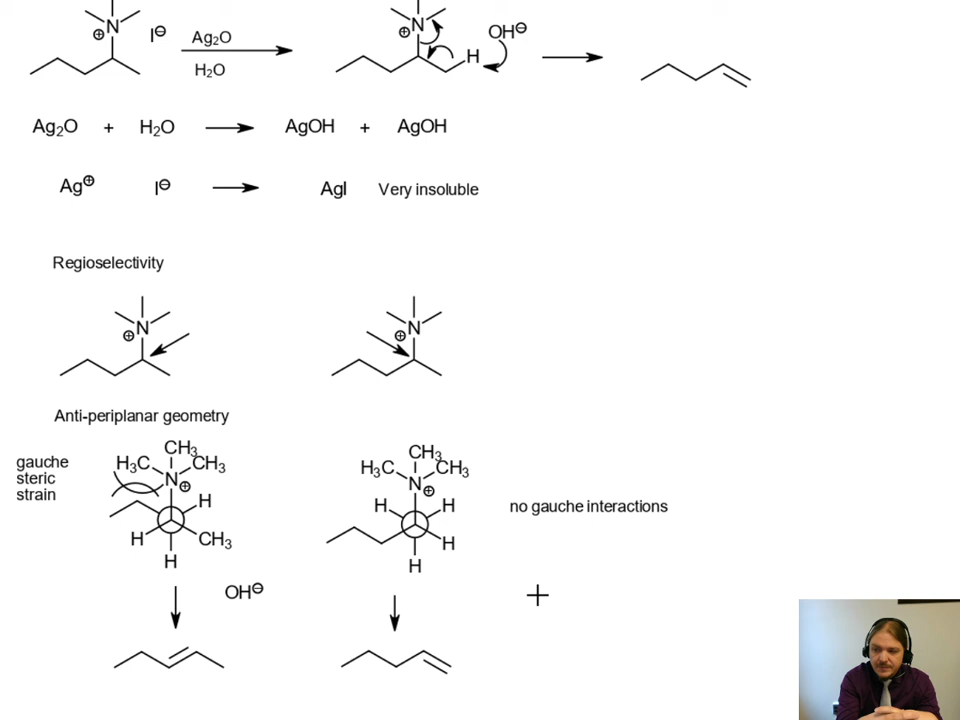 N⊕ I⊖ Ag₂O H₂O N⊕ H OH⊖
Ag₂O + H₂O AgOH + AgOH
Ag⊕ I⊖ AgI Very insoluble
Regioselectivity
N⊕ N⊕
Anti-periplanar geometry
gauche
steric
strain
CH₃
H₃C CH₃
N⊕
H
H CH₃
H
CH₃
H₃C CH₃
N⊕
H H
H
H
no gauche interactions
OH⊖
+